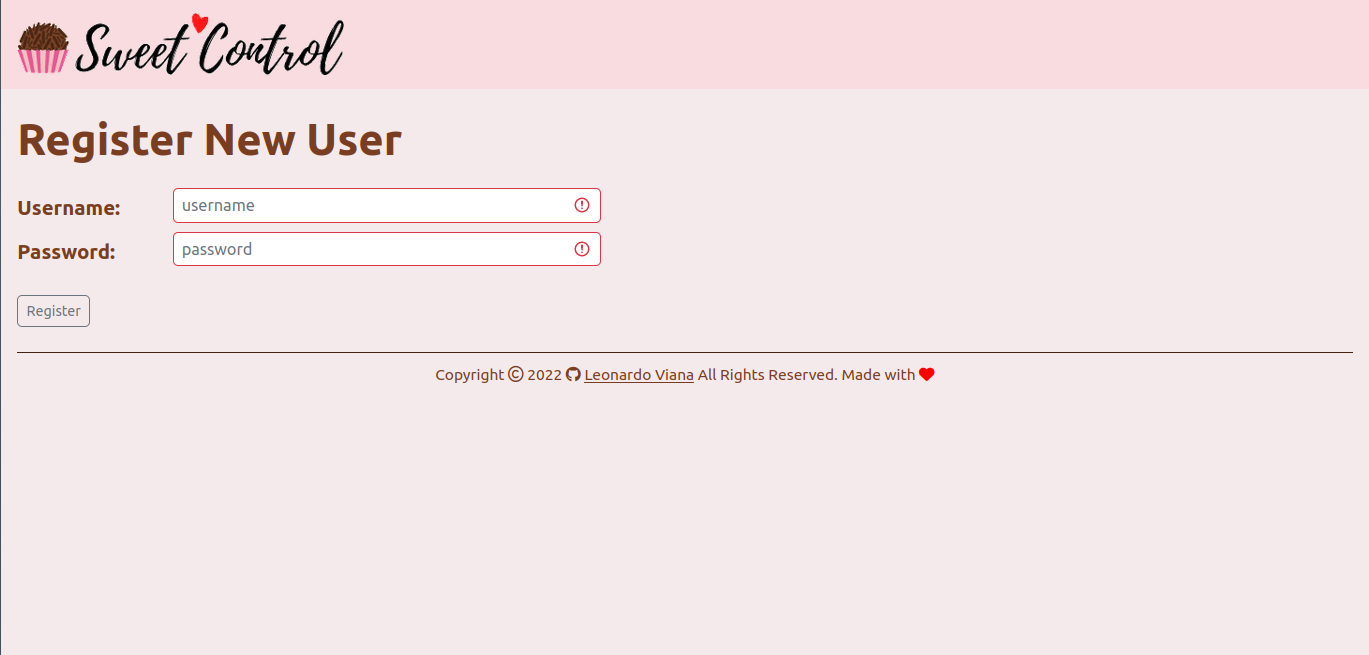 Sweet Control
Register New User
Username: username
Password: password
Register
Copyright © 2022 Leonardo Viana All Rights Reserved. Made with